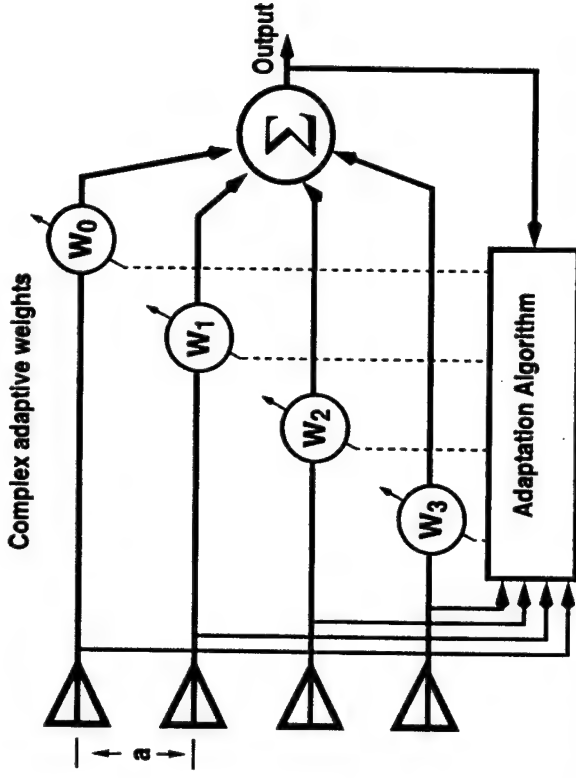 Complex adaptive weights
W0
W1
W2
W3
Σ
Output
a
Adaptation Algorithm